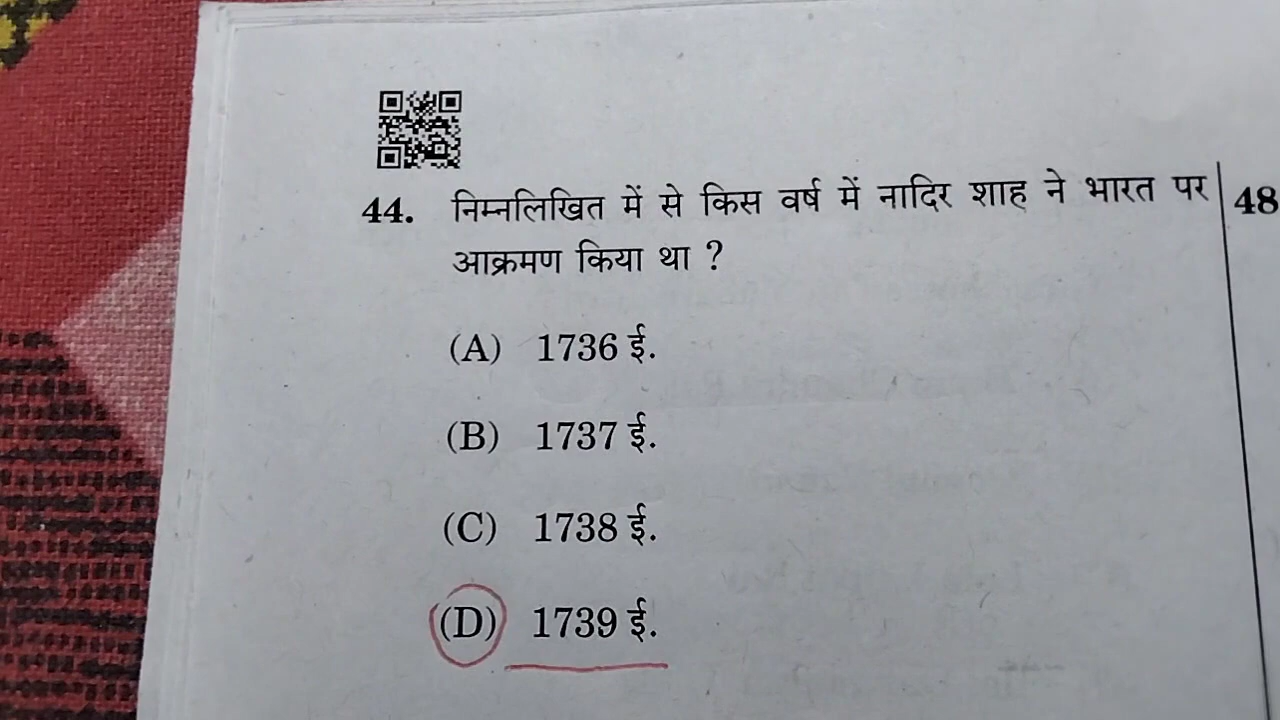 44. निम्नलिखित में से किस वर्ष में नादिर शाह ने भारत पर
आक्रमण किया था ?
(A) 1736 ई.
(B) 1737 ई.
(C) 1738 ई.
(D) 1739 ई.
48